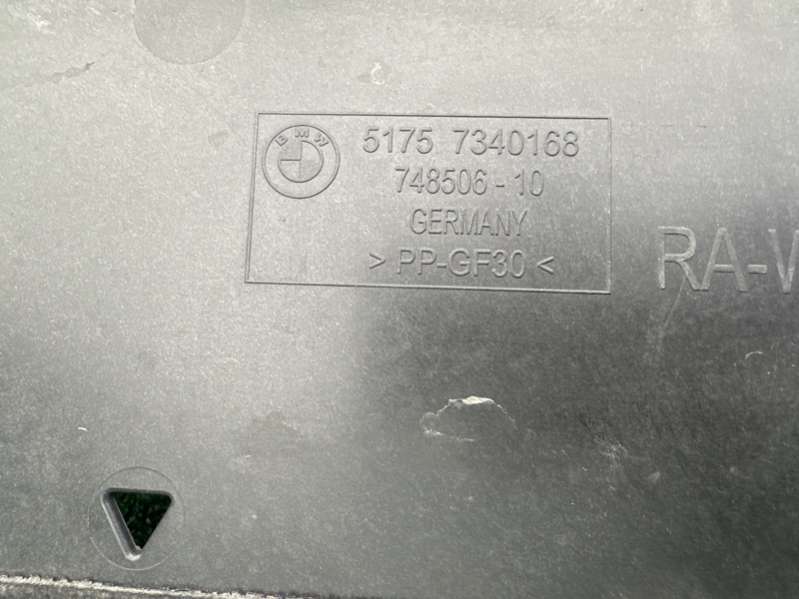 BMW
5175 7340168
748506 - 10
GERMANY
> PP-GF30 <
RA-